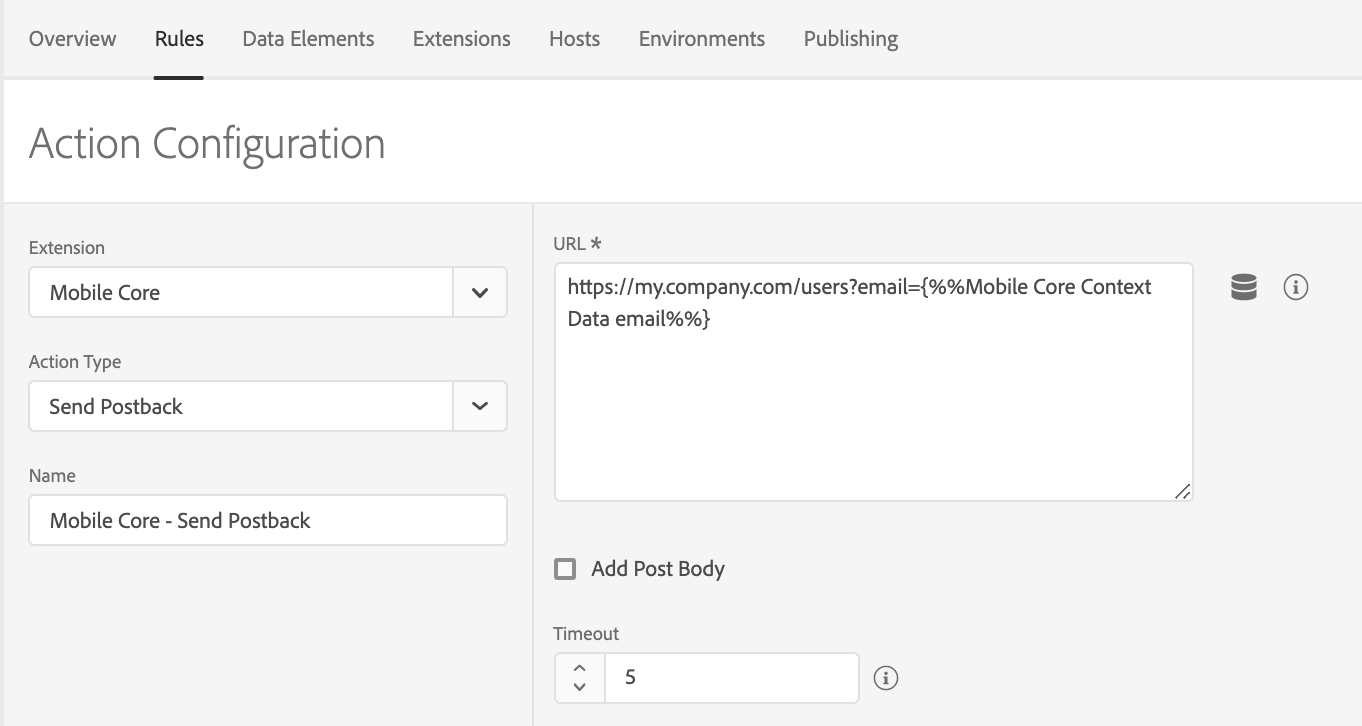 Overview Rules Data Elements Extensions Hosts Environments Publishing
Action Configuration
Extension
Mobile Core
Action Type
Send Postback
Name
Mobile Core - Send Postback
URL *
https://my.company.com/users?email={%%Mobile Core Context
Data email%%}
Add Post Body
Timeout
5